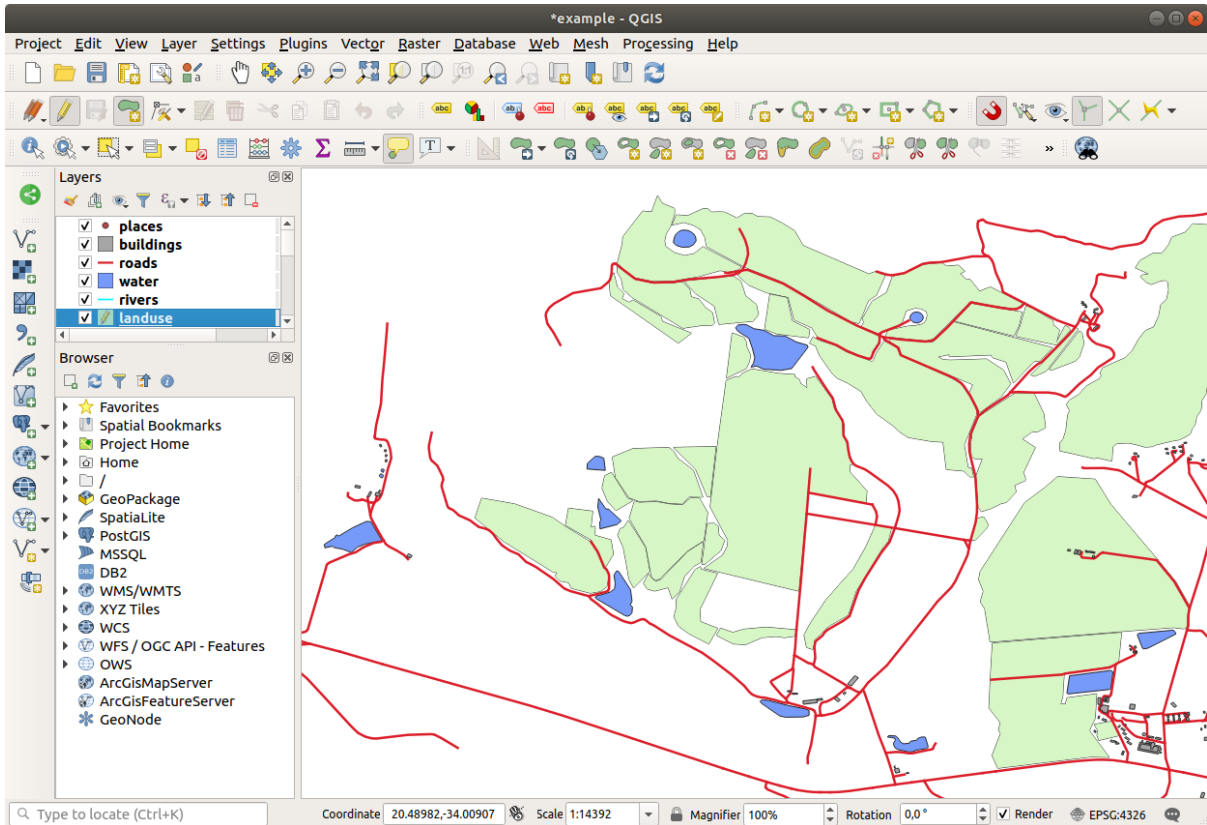 *example - QGIS
Project Edit View Layer Settings Plugins Vector Raster Database Web Mesh Processing Help
Layers
places
buildings
roads
water
rivers
landuse
Browser
Favorites
Spatial Bookmarks
Project Home
Home
/
GeoPackage
SpatiaLite
PostGIS
MSSQL
DB2
WMS/WMTS
XYZ Tiles
WCS
WFS / OGC API - Features
OWS
ArcGisMapServer
ArcGisFeatureServer
GeoNode
Type to locate (Ctrl+K) Coordinate 20.48982,-34.00907 Scale 1:14392 Magnifier 100% Rotation 0,0° Render EPSG:4326